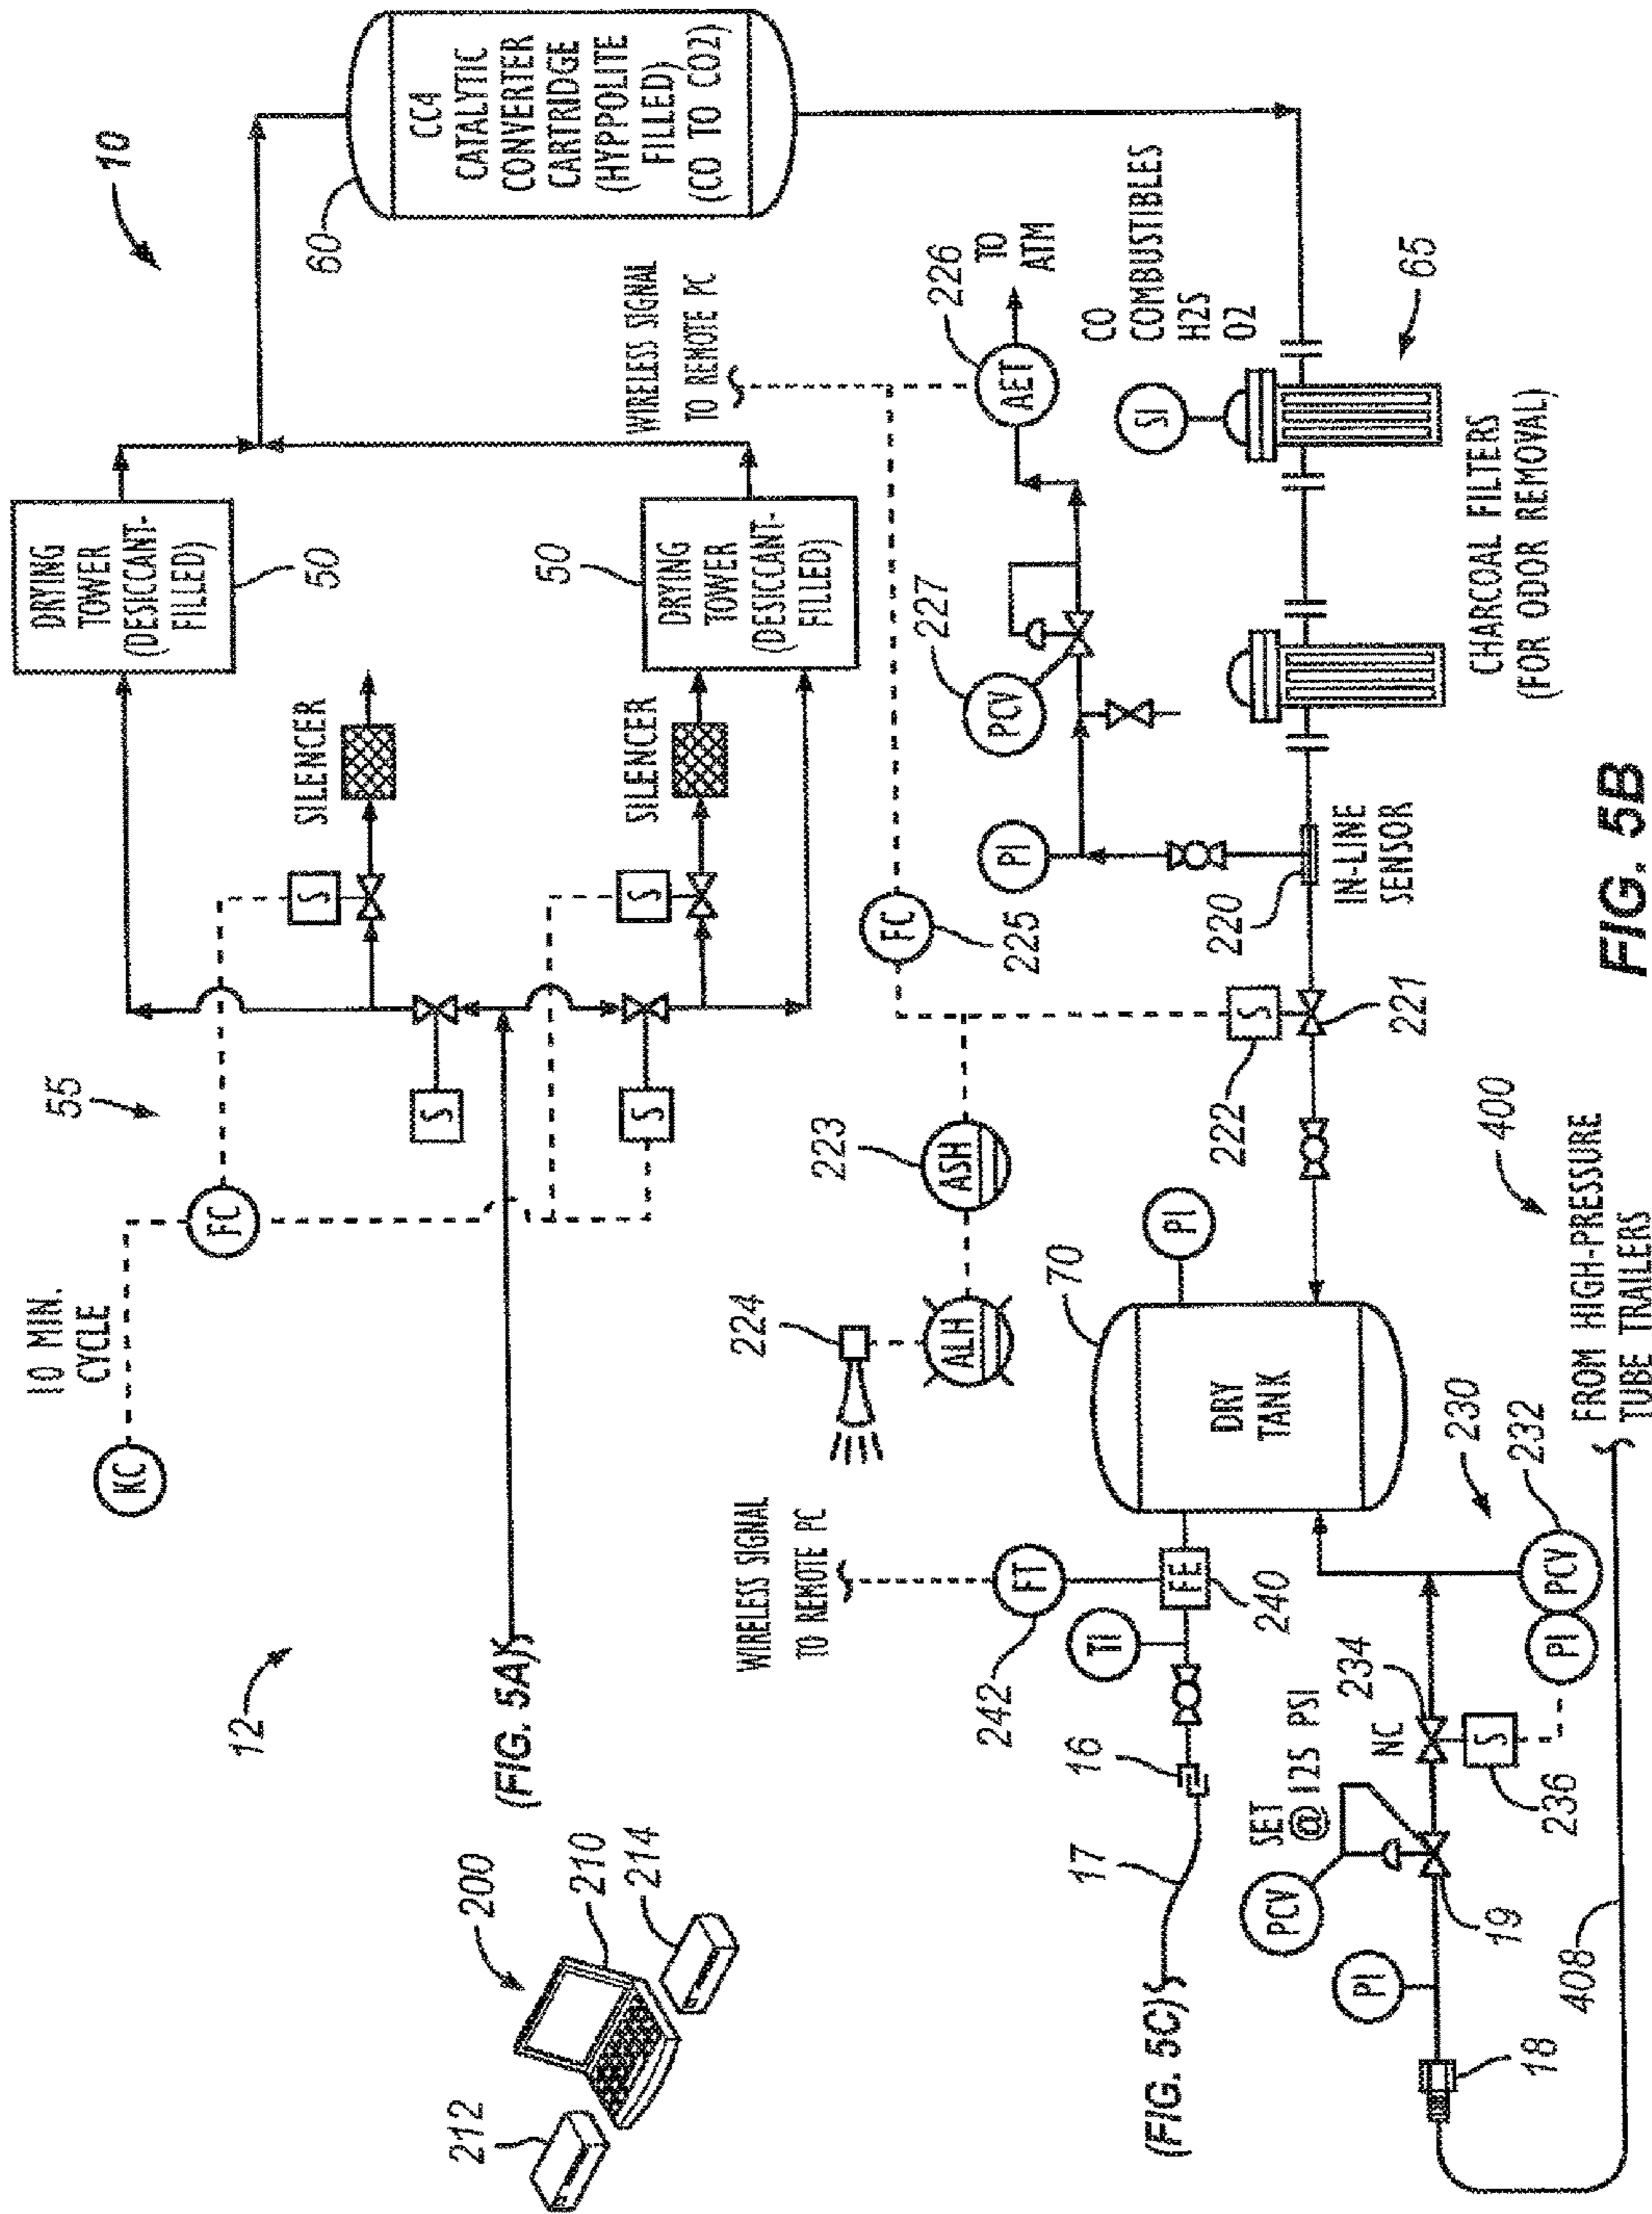 10
12
55
10 MIN.
CYCLE
KC
FC
S
S
S
S
SILENCER
SILENCER
DRYING
TOWER
(DESICCANT-
FILLED)
50
DRYING
TOWER
(DESICCANT-
FILLED)
50
CC4
CATALYTIC
CONVERTER
CARTRIDGE
(HYPPOLITE
FILLED)
(CO TO CO2)
60
(FIG. 5A)
200
210
212
214
WIRELESS SIGNAL
TO REMOTE PC
WIRELESS SIGNAL
TO REMOTE PC
224
223
ALH
ASH
FC
225
PI
PCV
227
AET
226
TO
ATM
CO
COMBUSTIBLES
H2S
O2
SI
65
CHARCOAL FILTERS
(FOR ODOR REMOVAL)
IN-LINE
SENSOR
220
221
S
222
PI
70
DRY
TANK
FT
242
FE
240
TI
16
17
(FIG. 5C)
SET
@ 125 PSI
PCV
NC
234
S
236
PI
PCV
232
230
400
FROM HIGH-PRESSURE
TUBE TRAILERS
PI
19
18
408
FIG. 5B